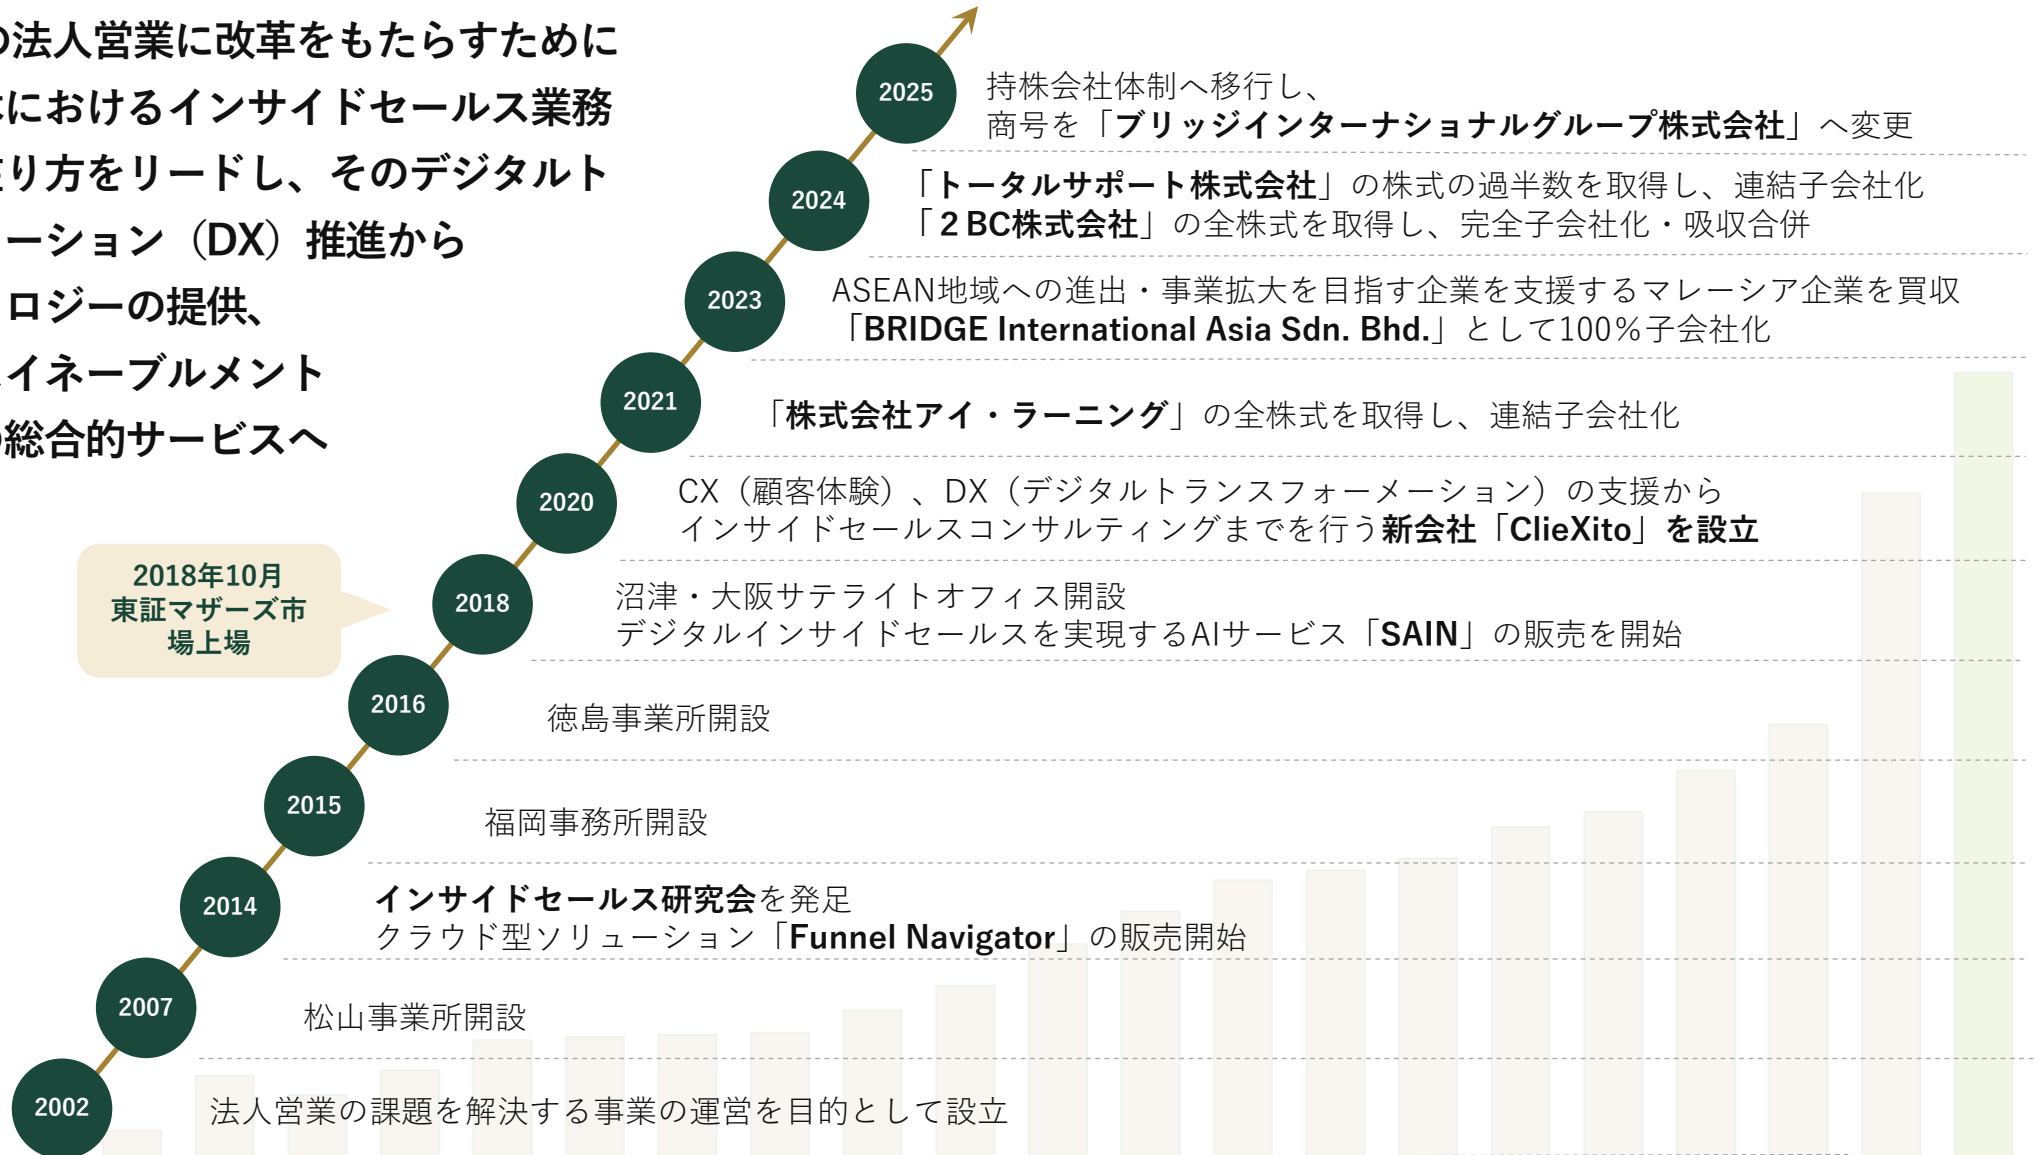 の法人営業に改革をもたらすために
におけるインサイドセールス業務
り方をリードし、そのデジタルト
ーション（DX）推進から
ロジーの提供、
イネーブルメント
の総合的サービスへ
2025
持株会社体制へ移行し、
商号を「ブリッジインターナショナルグループ株式会社」へ変更
2024
「トータルサポート株式会社」の株式の過半数を取得し、連結子会社化
「２BC株式会社」の全株式を取得し、完全子会社化・吸収合併
2023
ASEAN地域への進出・事業拡大を目指す企業を支援するマレーシア企業を買収
「BRIDGE International Asia Sdn. Bhd.」として100%子会社化
2021
「株式会社アイ・ラーニング」の全株式を取得し、連結子会社化
2020
CX（顧客体験）、DX（デジタルトランスフォーメーション）の支援から
インサイドセールスコンサルティングまでを行う新会社「ClieXito」を設立
2018年10月
東証マザーズ市
場上場
2018
沼津・大阪サテライトオフィス開設
デジタルインサイドセールスを実現するAIサービス「SAIN」の販売を開始
2016
徳島事業所開設
2015
福岡事務所開設
2014
インサイドセールス研究会を発足
クラウド型ソリューション「Funnel Navigator」の販売開始
2007
松山事業所開設
2002
法人営業の課題を解決する事業の運営を目的として設立